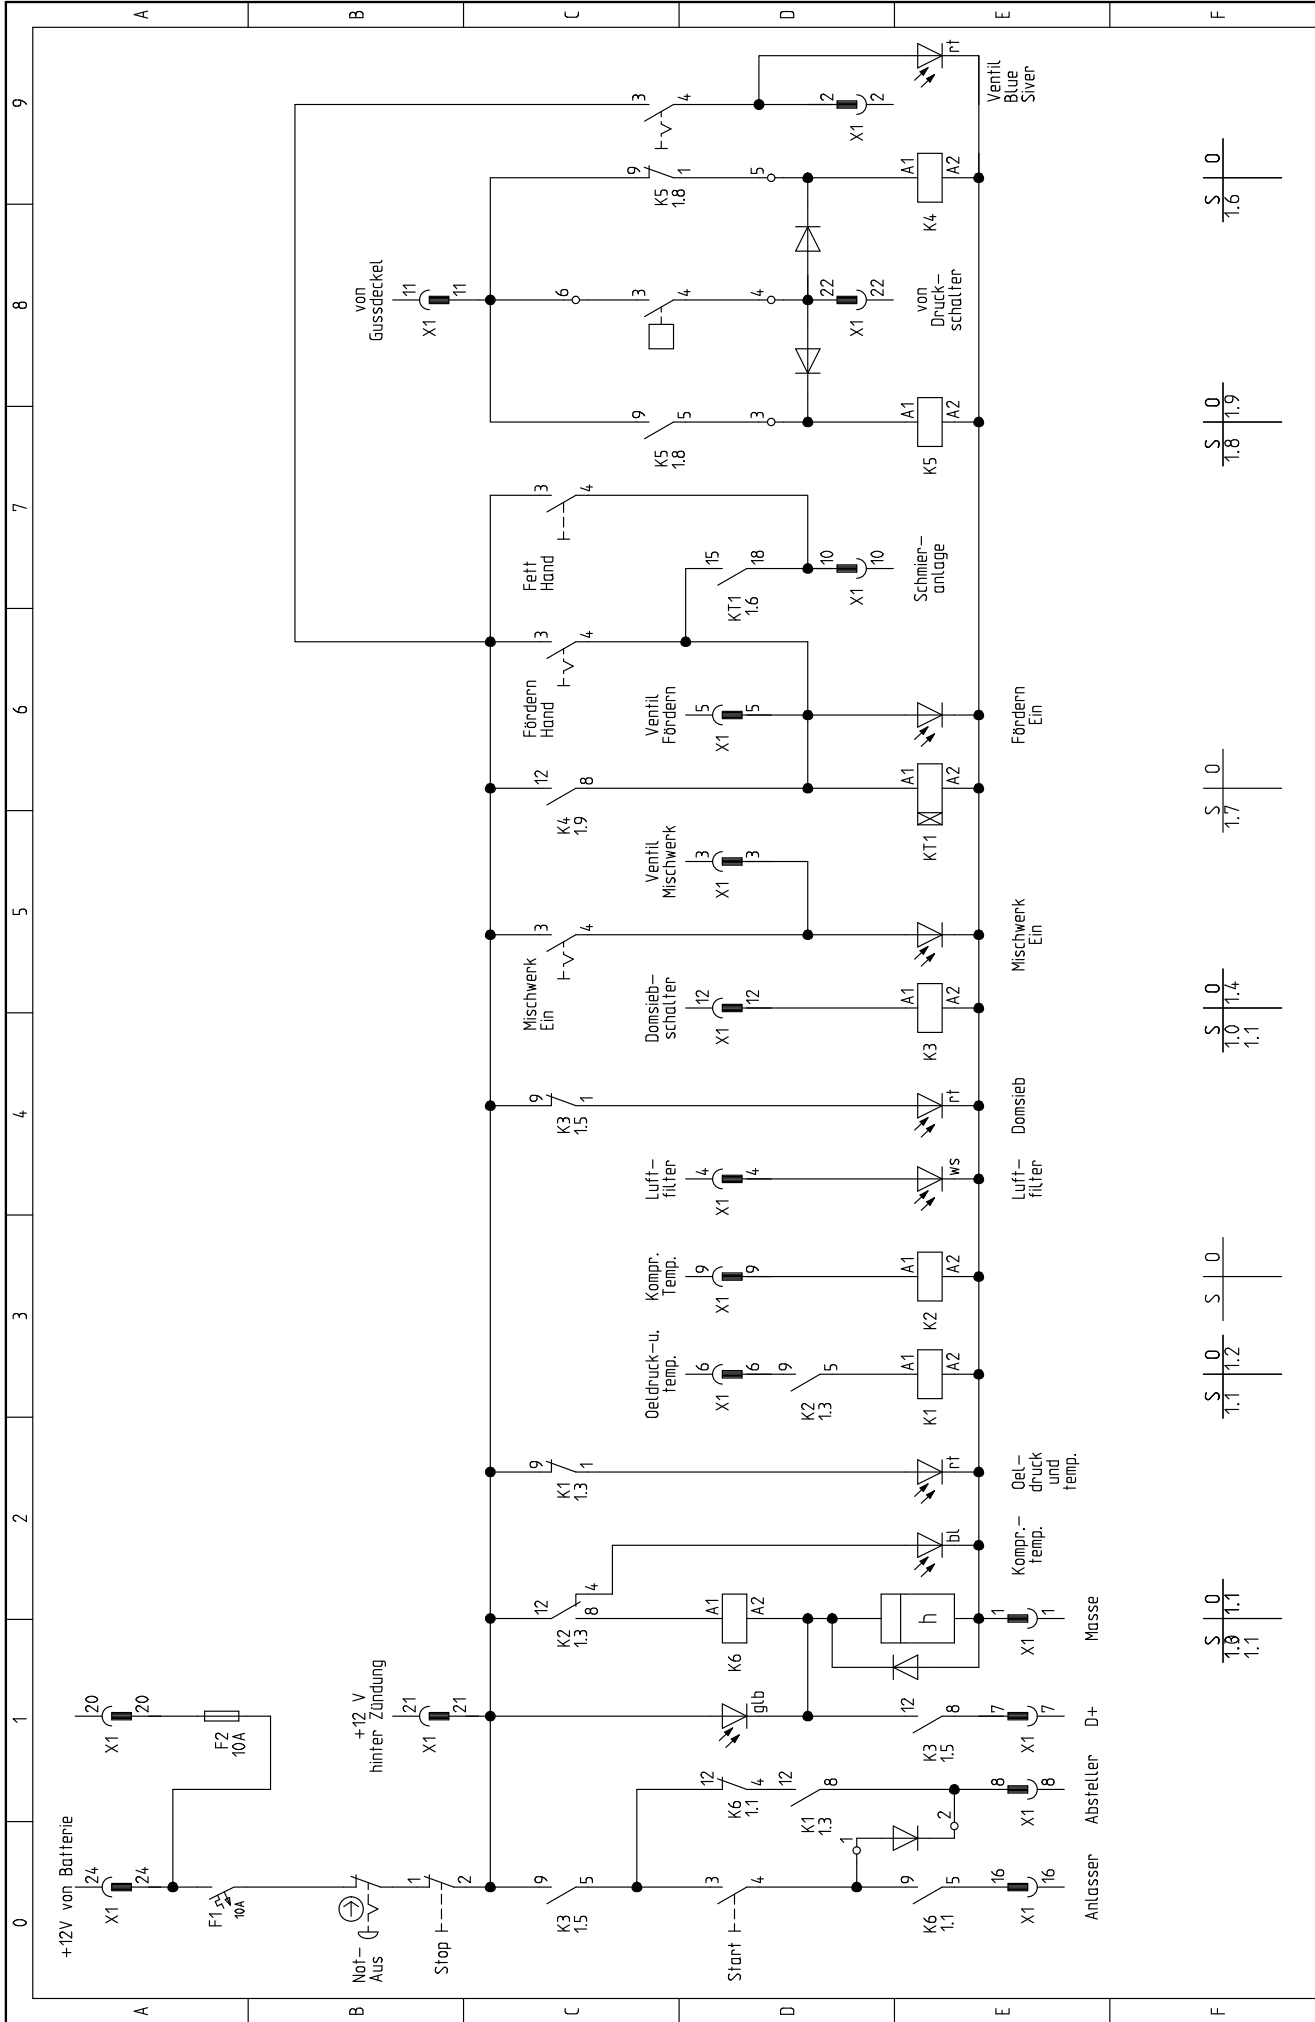 0 1 2 3 4 5 6 7 8 9
A A
+12V von Batterie
24
X1
24
20
X1
20
F1
10A
F2
10A
B B
Not-
Aus
1
Stop
2
+12 V
hinter Zündung
21
X1
21
von
Gussdeckel
11
X1
11
C C
9
K3
1.5
5
12
K2
1.3
4
8
9
K1
1.3
1
9
K3
1.5
1
Mischwerk
Ein
3
4
12
K4
1.9
8
Fördern
Hand
3
4
Fett
Hand
3
4
9
K5
1.8
5
6
3
4
9
K5
1.8
1
3
4
D D
Start
3
4
12
K6
1.1
4
12
K1
1.3
8
glb
A1
K6
A2
Oeldruck-u.
temp.
6
X1
6
9
K2
1.3
5
Kompr.
Temp.
9
X1
9
Luft-
filter
4
X1
4
Domsieb-
schalter
12
X1
12
Ventil
Mischwerk
3
X1
3
Ventil
Fördern
5
X1
5
15
KT1
1.6
18
10
X1
10
Schmier-
anlage
3
4
22
X1
22
von
Druck-
schalter
5
2
X1
2
E E
1
2
9
K6
1.1
5
16
X1
16
Anlasser
8
X1
8
Absteller
12
K3
1.5
8
7
X1
7
D+
h
1
X1
1
Masse
bl
Kompr.-
temp.
rt
Oel-
druck
und
temp.
A1
K1
A2
A1
K2
A2
ws
Luft-
filter
rt
Domsieb
A1
K3
A2
Mischwerk
Ein
A1
KT1
A2
Fördern
Ein
A1
K5
A2
A1
K4
A2
rt
Ventil
Blue
Siver
F F
S O
1.0 1.1
1.1
S O
1.1 1.2
S O
S O
1.0 1.4
1.1
S O
1.7
S O
1.8 1.9
S O
1.6